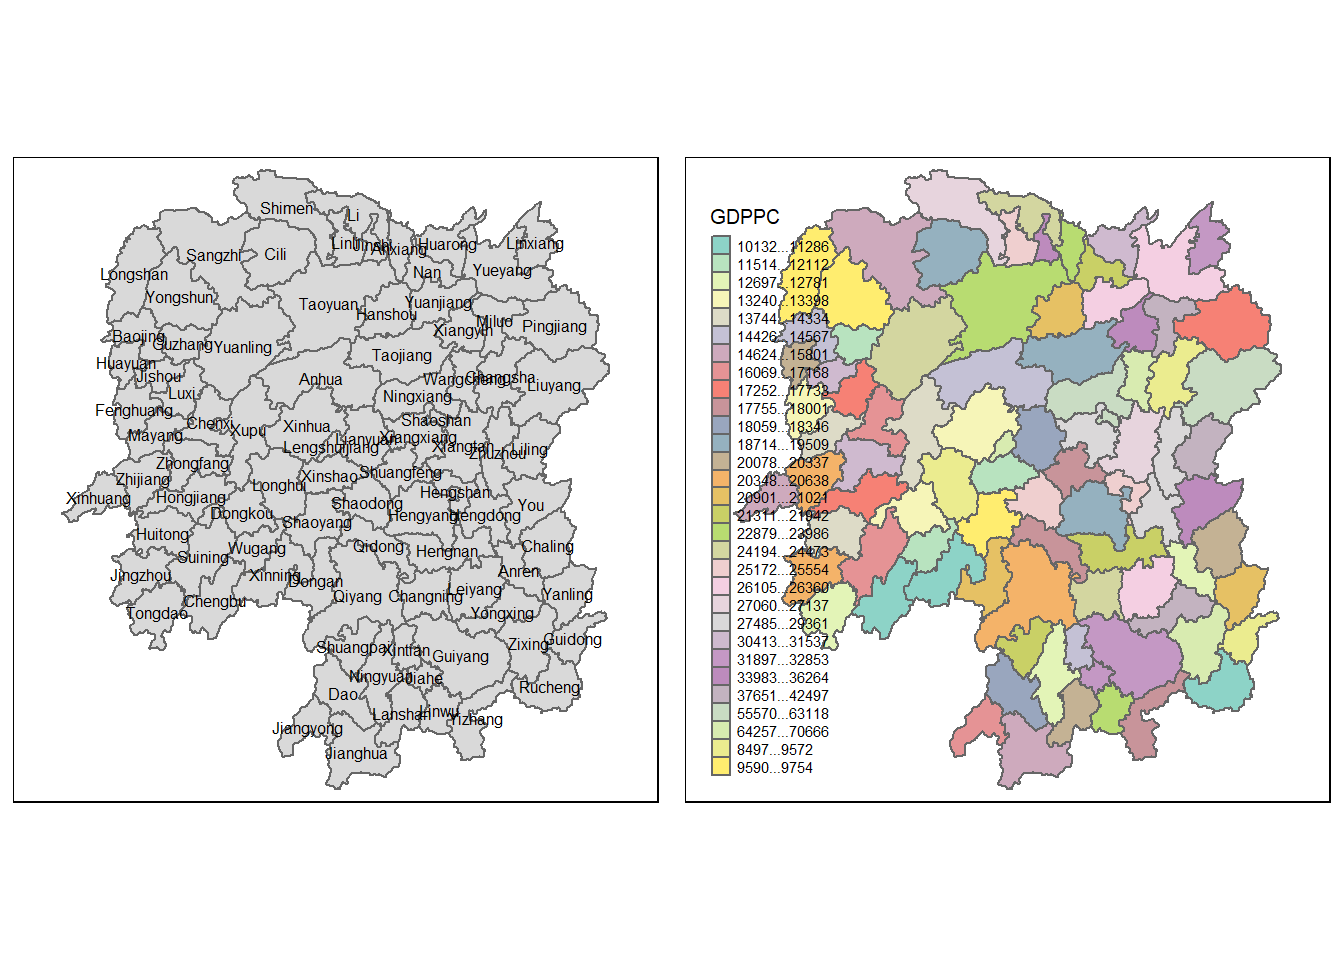 Shimen
Li
Linli
Jinshi
Anxiang
Huarong
Linxiang
Sangzhi
Cili
Yueyang
Longshan
Nan
Yongshun
Taoyuan
Yuanjiang
Hanshou
Miluo
Pingjiang
Xiangyin
Baojing
Guzhang
Yuanling
Taojiang
Huayuan
Jishou
Anhua
Wangcheng
Changsha
Liuyang
Luxi
Ningxiang
Fenghuang
Chenxi
Shaoshan
Mayang
Xupu
Xinhua
Lianyuan
Xiangxiang
Lengshuijiang
Xiangtan
Zhuzhou
Liling
Zhongfang
Zhijiang
Xinshao
Shuangfeng
Longhui
Xinhuang
Hongjiang
Hengshan
Shaodong
You
Dongkou
Shaoyang
Hengyang
Hengdong
Huitong
Qidong
Hengnan
Chaling
Wugang
Suining
Jingzhou
Xinning
Dongan
Anren
Leiyang
Yanling
Qiyang
Changning
Chengbu
Tongdao
Yongxing
Shuangpai
Xintian
Guiyang
Zixing
Guidong
Ningyuan
Jiahe
Rucheng
Dao
Lanshan
Linwu
Yizhang
Jiangyong
Jianghua
GDPPC
10132...11286
11514...12112
12697...12781
13240...13398
13744...14334
14426...14567
14624...15801
16069...17168
17252...17733
17755...18001
18059...18346
18714...19509
20078...20337
20348...20638
20901...21021
21311...21942
22879...23986
24194...24473
25172...25554
26105...26360
27060...27137
27485...29361
30413...31537
31897...32853
33983...36264
37651...42497
55570...63118
64257...70666
8497...9572
9590...9754